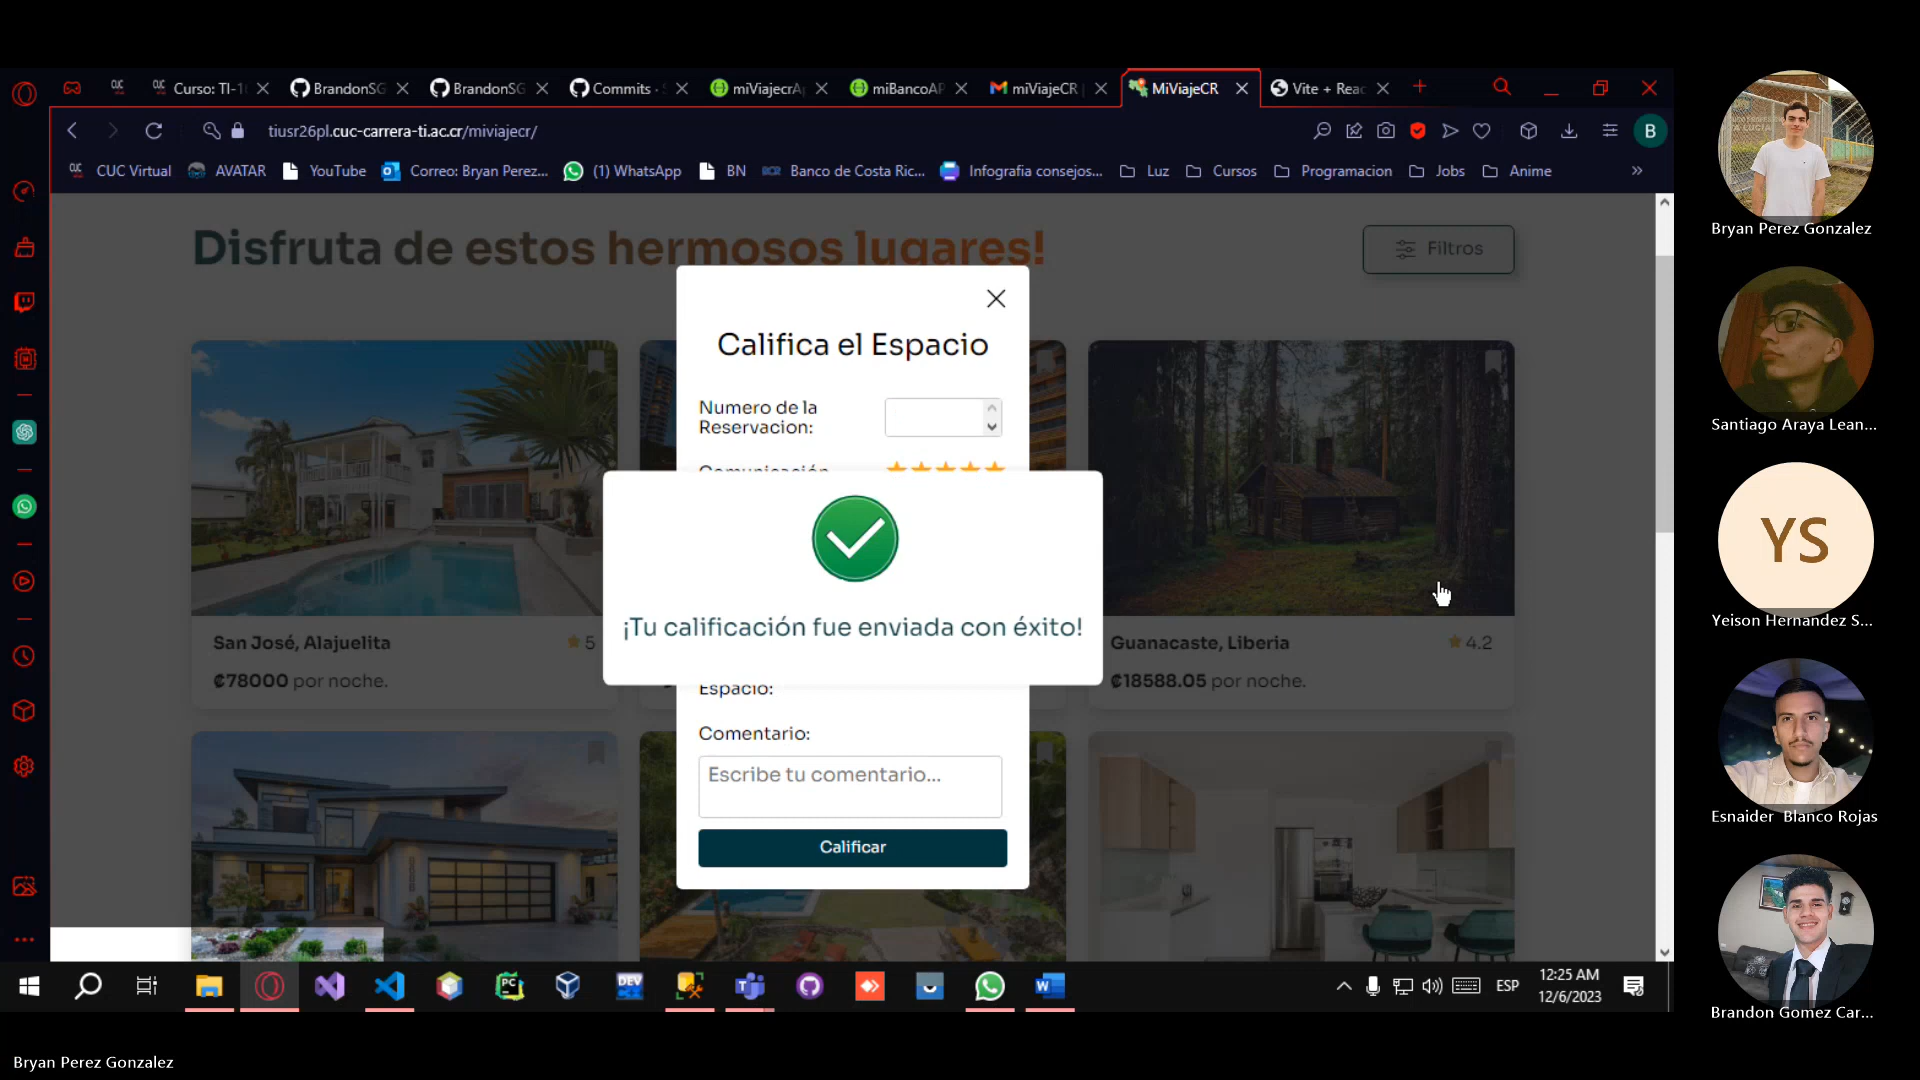 Curso: TI-1
BrandonSG
BrandonSG
Commits ·
miViajecrA
miBancoAP
miViajeCR
MiViajeCR
Vite + Reac
tiusr26pl.cuc-carrera-ti.ac.cr/miviajecr/
B
CUC Virtual
AVATAR
YouTube
Correo: Bryan Perez...
(1) WhatsApp
BN
Banco de Costa Ric...
Infografia consejos...
Luz
Cursos
Programacion
Jobs
Anime
Disfruta de estos hermosos lugares!
Filtros
Califica el Espacio
Numero de la
Reservacion:
Comunicación
¡Tu calificación fue enviada con éxito!
Espacio:
Comentario:
Escribe tu comentario...
Calificar
San José, Alajuelita
5
₡78000 por noche.
Guanacaste, Liberia
4.2
₡18588.05 por noche.
ESP
12:25 AM
12/6/2023
Bryan Perez Gonzalez
Santiago Araya Lean...
YS
Yeison Hernandez S...
Esnaider Blanco Rojas
Brandon Gomez Car...
Bryan Perez Gonzalez